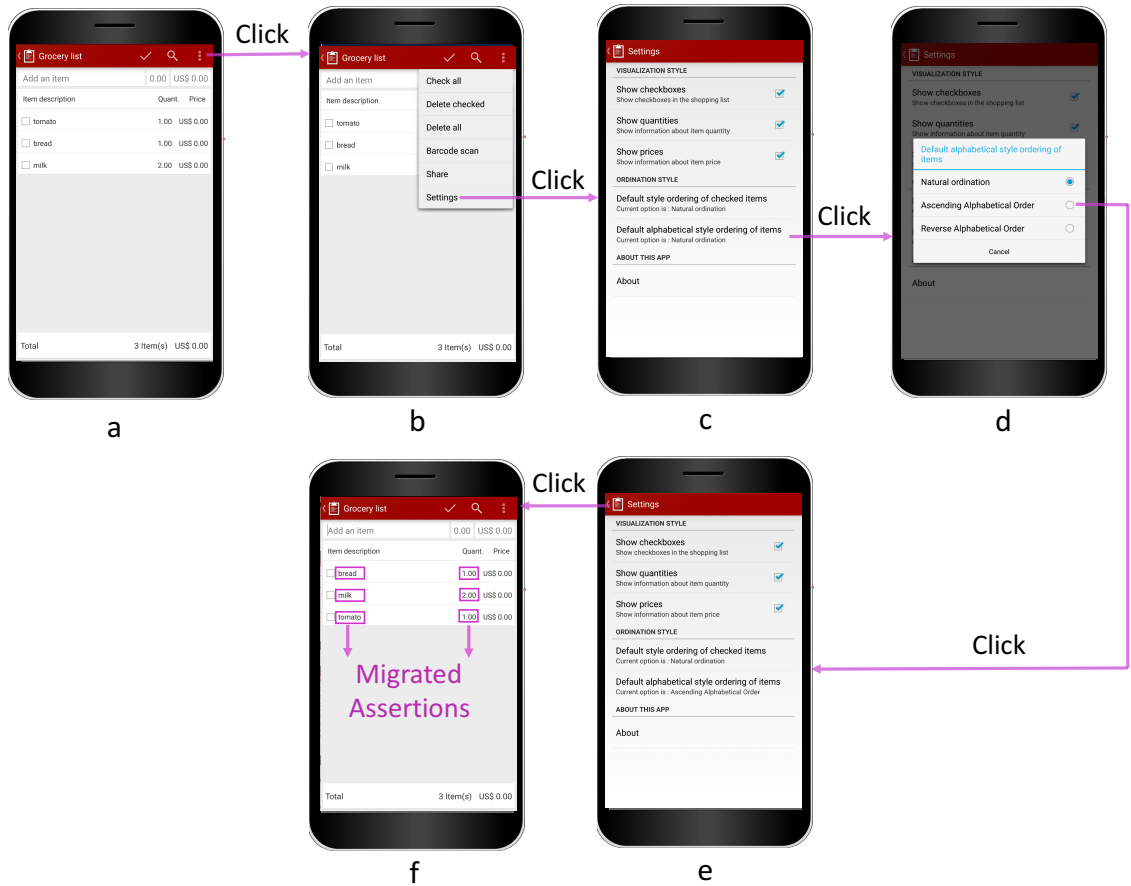 Grocery list
Add an item 0.00 US$ 0.00
Item description Quant. Price
tomato 1.00 US$ 0.00
bread 1.00 US$ 0.00
milk 2.00 US$ 0.00
Total 3 Item(s) US$ 0.00
a
Click
Grocery list
Add an item
Item description
tomato
bread
milk
Check all
Delete checked
Delete all
Barcode scan
Share
Settings
Total 3 Item(s) US$ 0.00
b
Click
Settings
VISUALIZATION STYLE
Show checkboxes
Show checkboxes in the shopping list
Show quantities
Show information about item quantity
Show prices
Show information about item price
ORDINATION STYLE
Default style ordering of checked items
Current option is : Natural ordination
Default alphabetical style ordering of items
Current option is : Natural ordination
ABOUT THIS APP
About
c
Click
Settings
VISUALIZATION STYLE
Show checkboxes
Show checkboxes in the shopping list
Show quantities
Show information about item quantity
Default alphabetical style ordering of
items
Natural ordination
Ascending Alphabetical Order
Reverse Alphabetical Order
Cancel
About
d
Click
Settings
VISUALIZATION STYLE
Show checkboxes
Show checkboxes in the shopping list
Show quantities
Show information about item quantity
Show prices
Show information about item price
ORDINATION STYLE
Default style ordering of checked items
Current option is : Natural ordination
Default alphabetical style ordering of items
Current option is : Ascending Alphabetical Order
ABOUT THIS APP
About
e
Click
Grocery list
Add an item 0.00 US$ 0.00
Item description Quant. Price
bread 1.00 US$ 0.00
milk 2.00 US$ 0.00
tomato 1.00 US$ 0.00
Migrated
Assertions
Total 3 Item(s) US$ 0.00
f